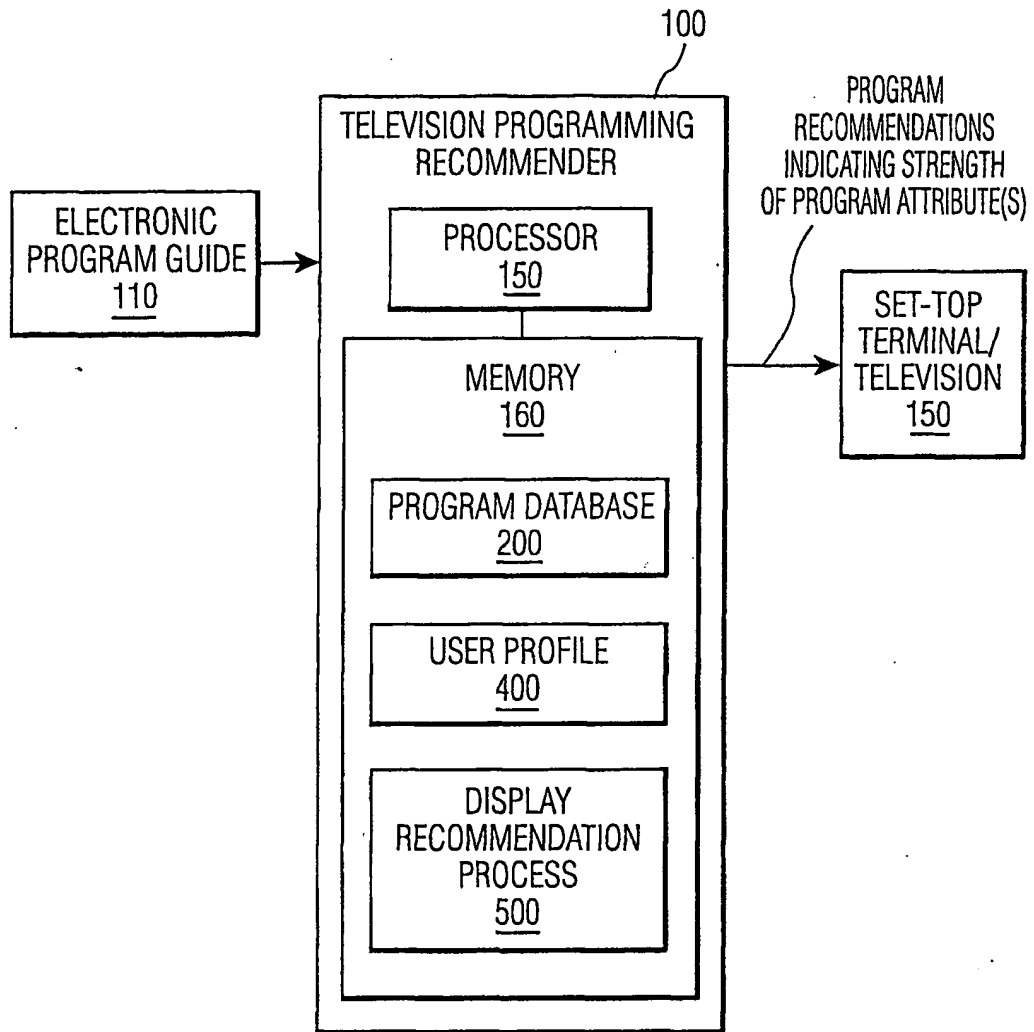 100
TELEVISION PROGRAMMING
RECOMMENDER
PROGRAM
RECOMMENDATIONS
INDICATING STRENGTH
OF PROGRAM ATTRIBUTE(S)
ELECTRONIC
PROGRAM GUIDE
110
PROCESSOR
150
SET-TOP
TERMINAL/
TELEVISION
150
MEMORY
160
PROGRAM DATABASE
200
USER PROFILE
400
DISPLAY
RECOMMENDATION
PROCESS
500